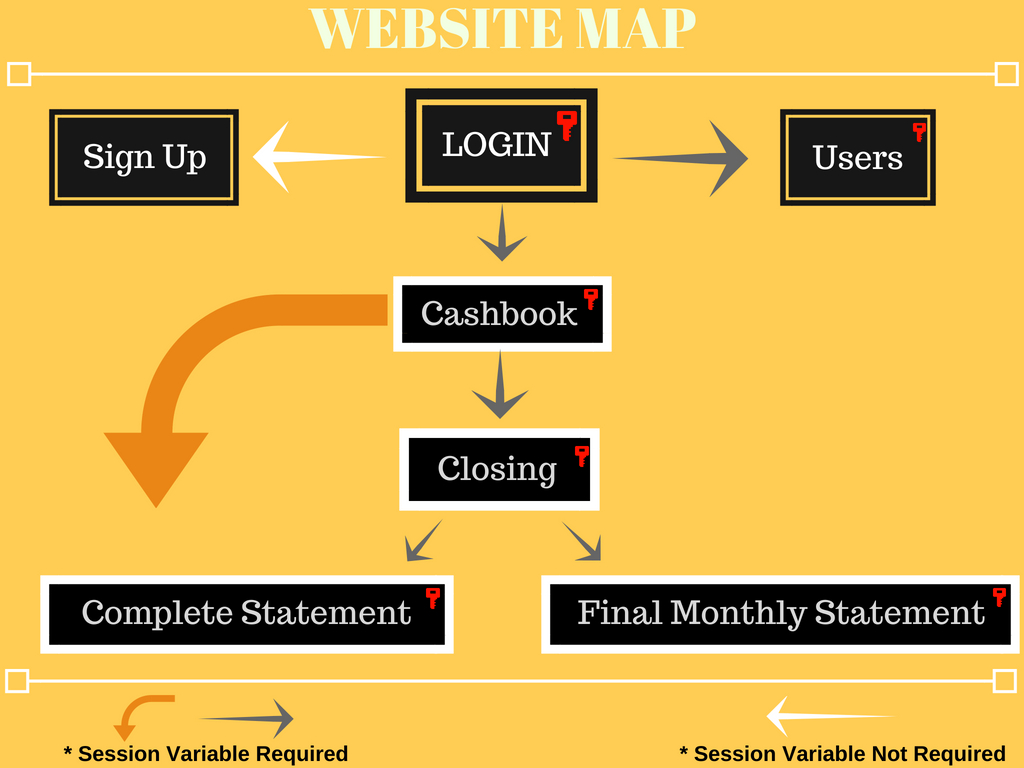 WEBSITE MAP
Sign Up
LOGIN
Users
Cashbook
Closing
Complete Statement
Final Monthly Statement
* Session Variable Required
* Session Variable Not Required